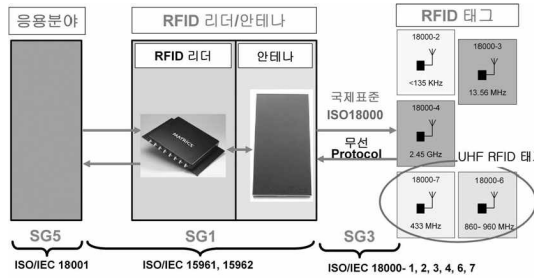 응용분야
RFID 리더/안테나
RFID 태그
RFID 리더
안테나
국제표준
ISO18000
무선
Protocol
18000-2
<135 KHz
18000-3
13.56 MHz
18000-4
2.45 GHz
UHF RFID 태
18000-7
433 MHz
18000-6
860- 960 MHz
SG5
SG1
SG3
ISO/IEC 18001
ISO/IEC 15961, 15962
ISO/IEC 18000- 1, 2, 3, 4, 6, 7